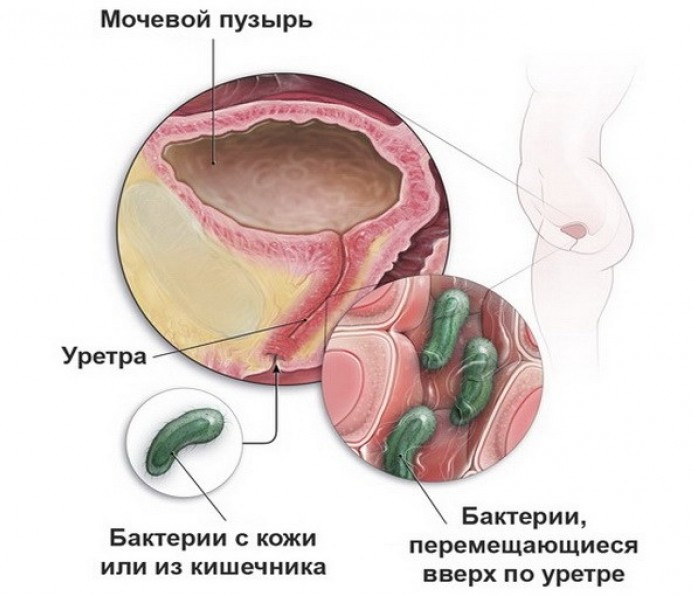 Мочевой пузырь
Уретра
Бактерии с кожи
или из кишечника
Бактерии,
перемещающиеся
вверх по уретре